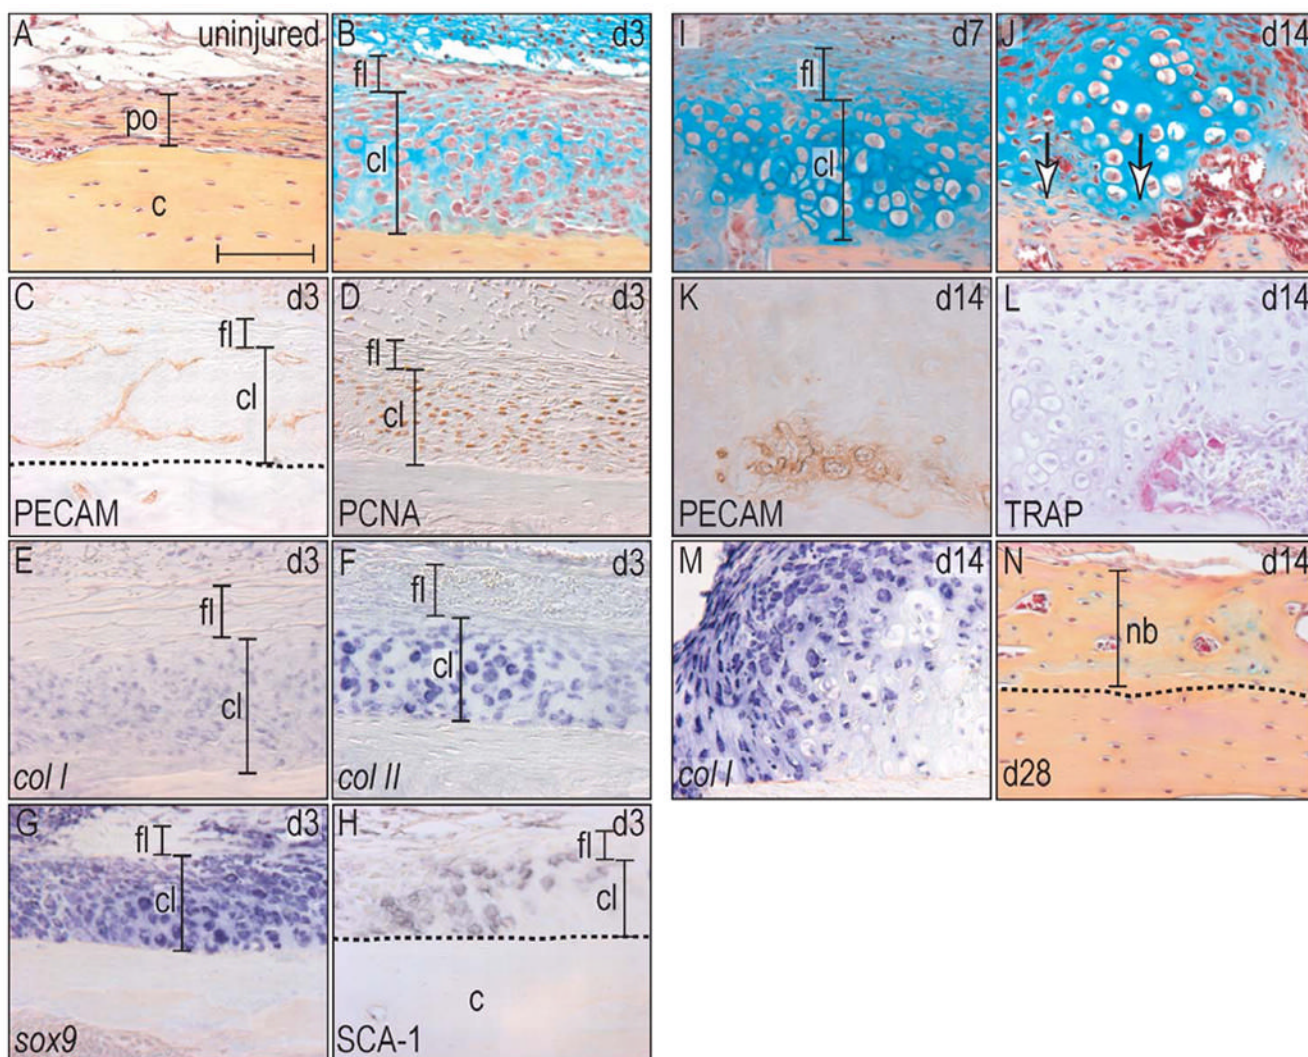 A uninjured
po
c
B d3
fl
cl
C d3
fl
cl
PECAM
D d3
fl
cl
PCNA
E d3
fl
cl
col I
F d3
fl
cl
col II
G d3
fl
cl
sox9
H d3
fl
cl
c
SCA-1
I d7
fl
cl
J d14
K d14
PECAM
L d14
TRAP
M d14
col I
N d14
nb
d28